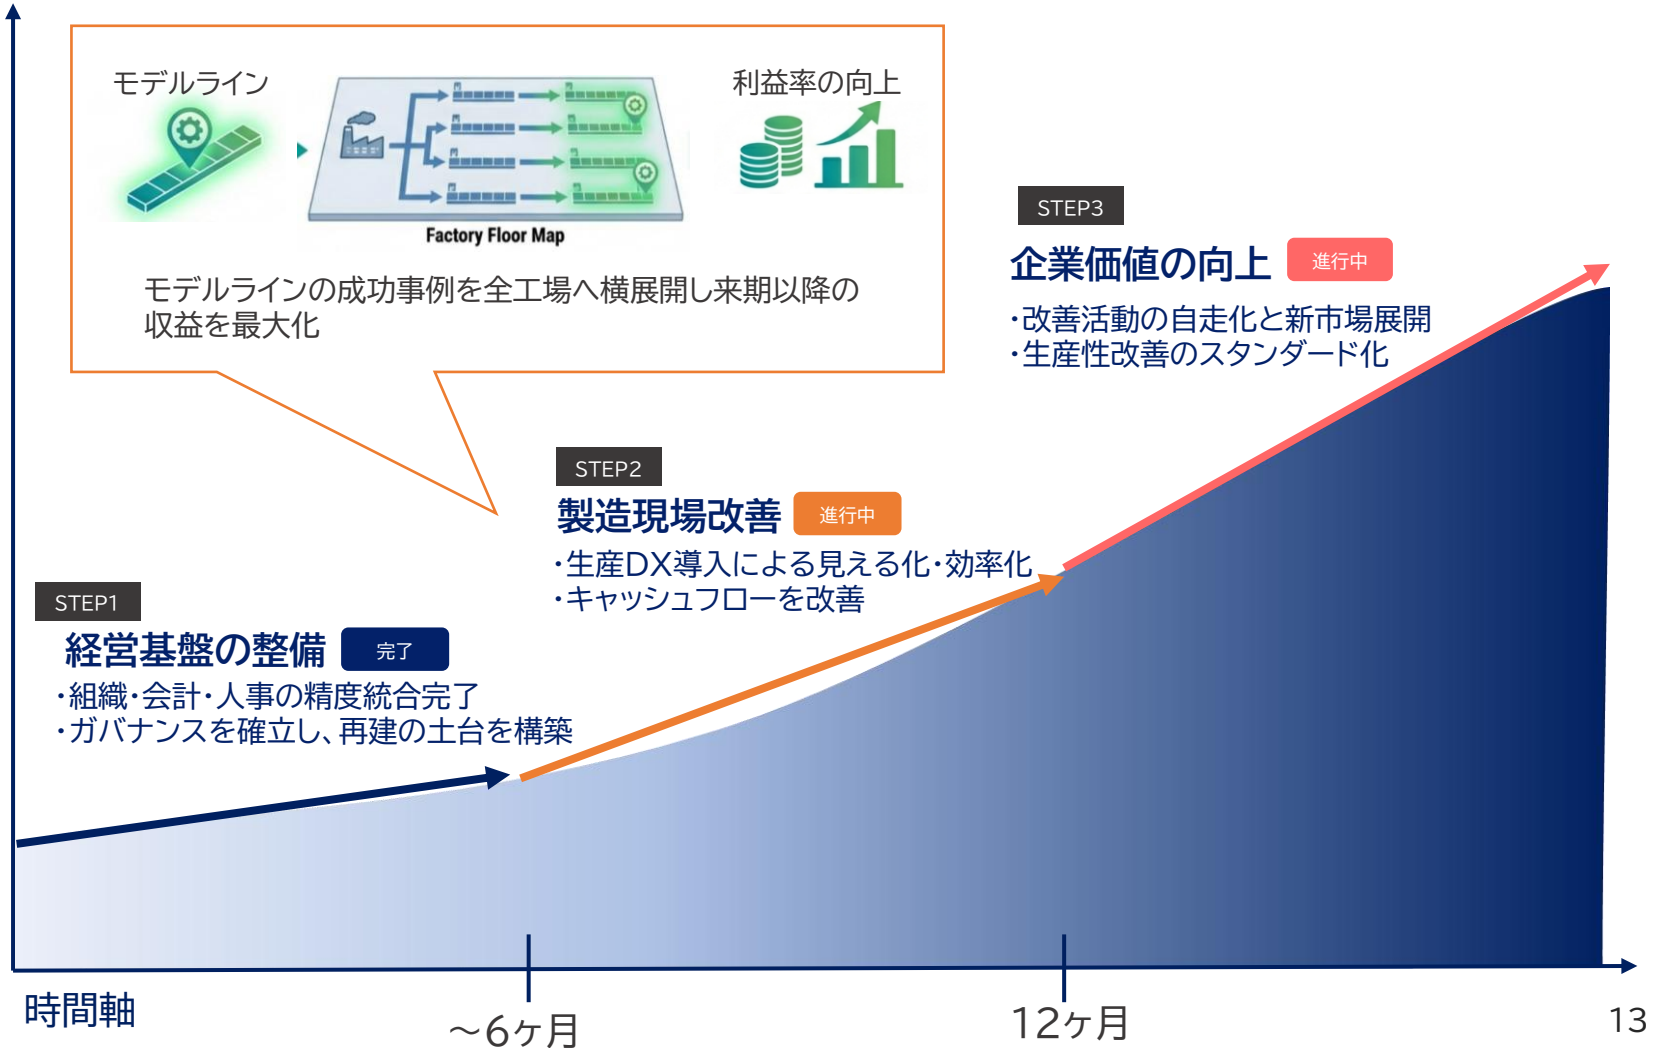 モデルライン
利益率の向上
Factory Floor Map
モデルラインの成功事例を全工場へ横展開し来期以降の
収益を最大化
STEP3
企業価値の向上
進行中
・改善活動の自走化と新市場展開
・生産性改善のスタンダード化
STEP2
製造現場改善
進行中
・生産DX導入による見える化・効率化
・キャッシュフローを改善
STEP1
経営基盤の整備
完了
・組織・会計・人事の精度統合完了
・ガバナンスを確立し、再建の土台を構築
時間軸
～6ヶ月
12ヶ月
13